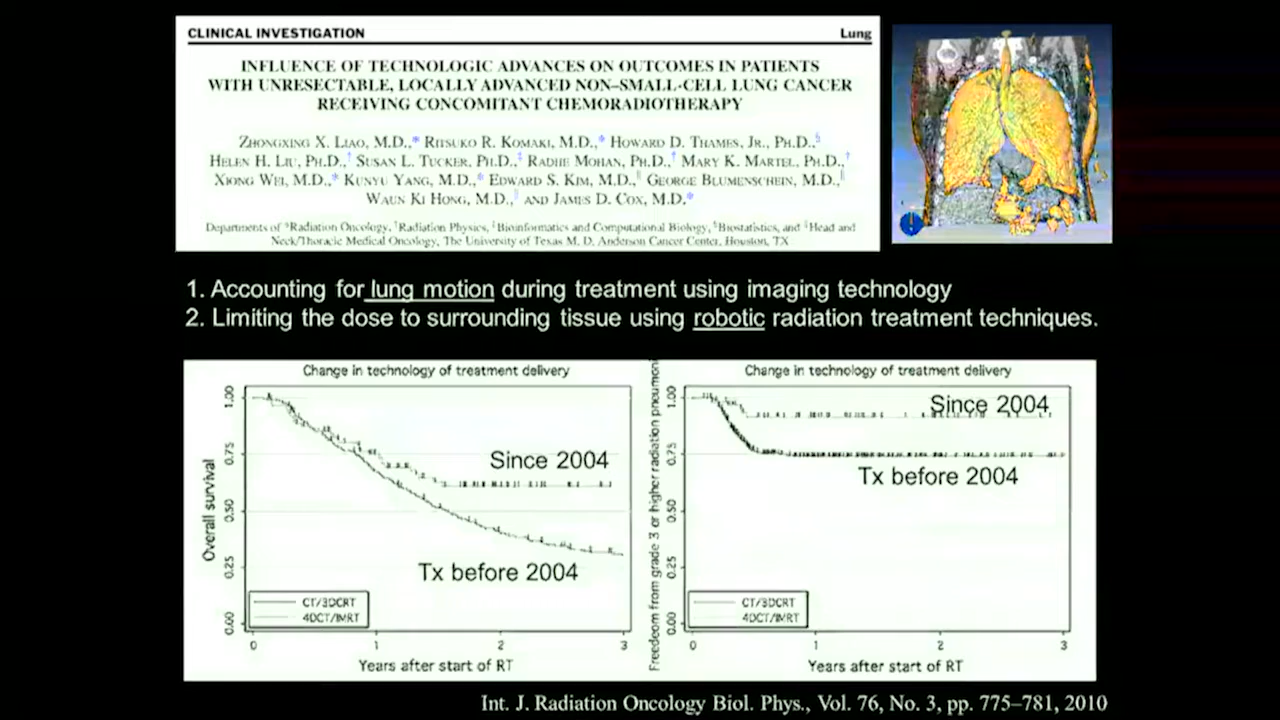 CLINICAL INVESTIGATION
Lung
INFLUENCE OF TECHNOLOGIC ADVANCES ON OUTCOMES IN PATIENTS
WITH UNRESECTABLE, LOCALLY ADVANCED NON–SMALL-CELL LUNG CANCER
RECEIVING CONCOMITANT CHEMORADIOTHERAPY
ZHONGXING X. LIAO, M.D.,* RITSUKO R. KOMAKI, M.D.,* HOWARD D. THAMES, JR., PH.D.,§
HELEN H. LIU, PH.D.,† SUSAN L. TUCKER, PH.D.,‡ RADHE MOHAN, PH.D.,† MARY K. MARTEL, PH.D.,†
XIONG WEI, M.D.,* KUNYU YANG, M.D.,* EDWARD S. KIM, M.D.,‖ GEORGE BLUMENSCHEIN, M.D.,‖
WAUN KI HONG, M.D.,‖ AND JAMES D. COX, M.D.*
Departments of *Radiation Oncology, †Radiation Physics, ‡Bioinformatics and Computational Biology, §Biostatistics, and ‖Head and
Neck/Thoracic Medical Oncology, The University of Texas M. D. Anderson Cancer Center, Houston, TX
1. Accounting for lung motion during treatment using imaging technology
2. Limiting the dose to surrounding tissue using robotic radiation treatment techniques.
Change in technology of treatment delivery
Overall survival
1.00
0.75
0.50
0.25
0.00
Since 2004
Tx before 2004
CT/3DCRT
4DCT/IMRT
0 1 2 3
Years after start of RT
Change in technology of treatment delivery
Freedom from grade 3 or higher radiation pneumoni
1.00
0.75
0.50
0.25
0.00
Since 2004
Tx before 2004
CT/3DCRT
4DCT/IMRT
0 1 2 3
Years after start of RT
Int. J. Radiation Oncology Biol. Phys., Vol. 76, No. 3, pp. 775–781, 2010